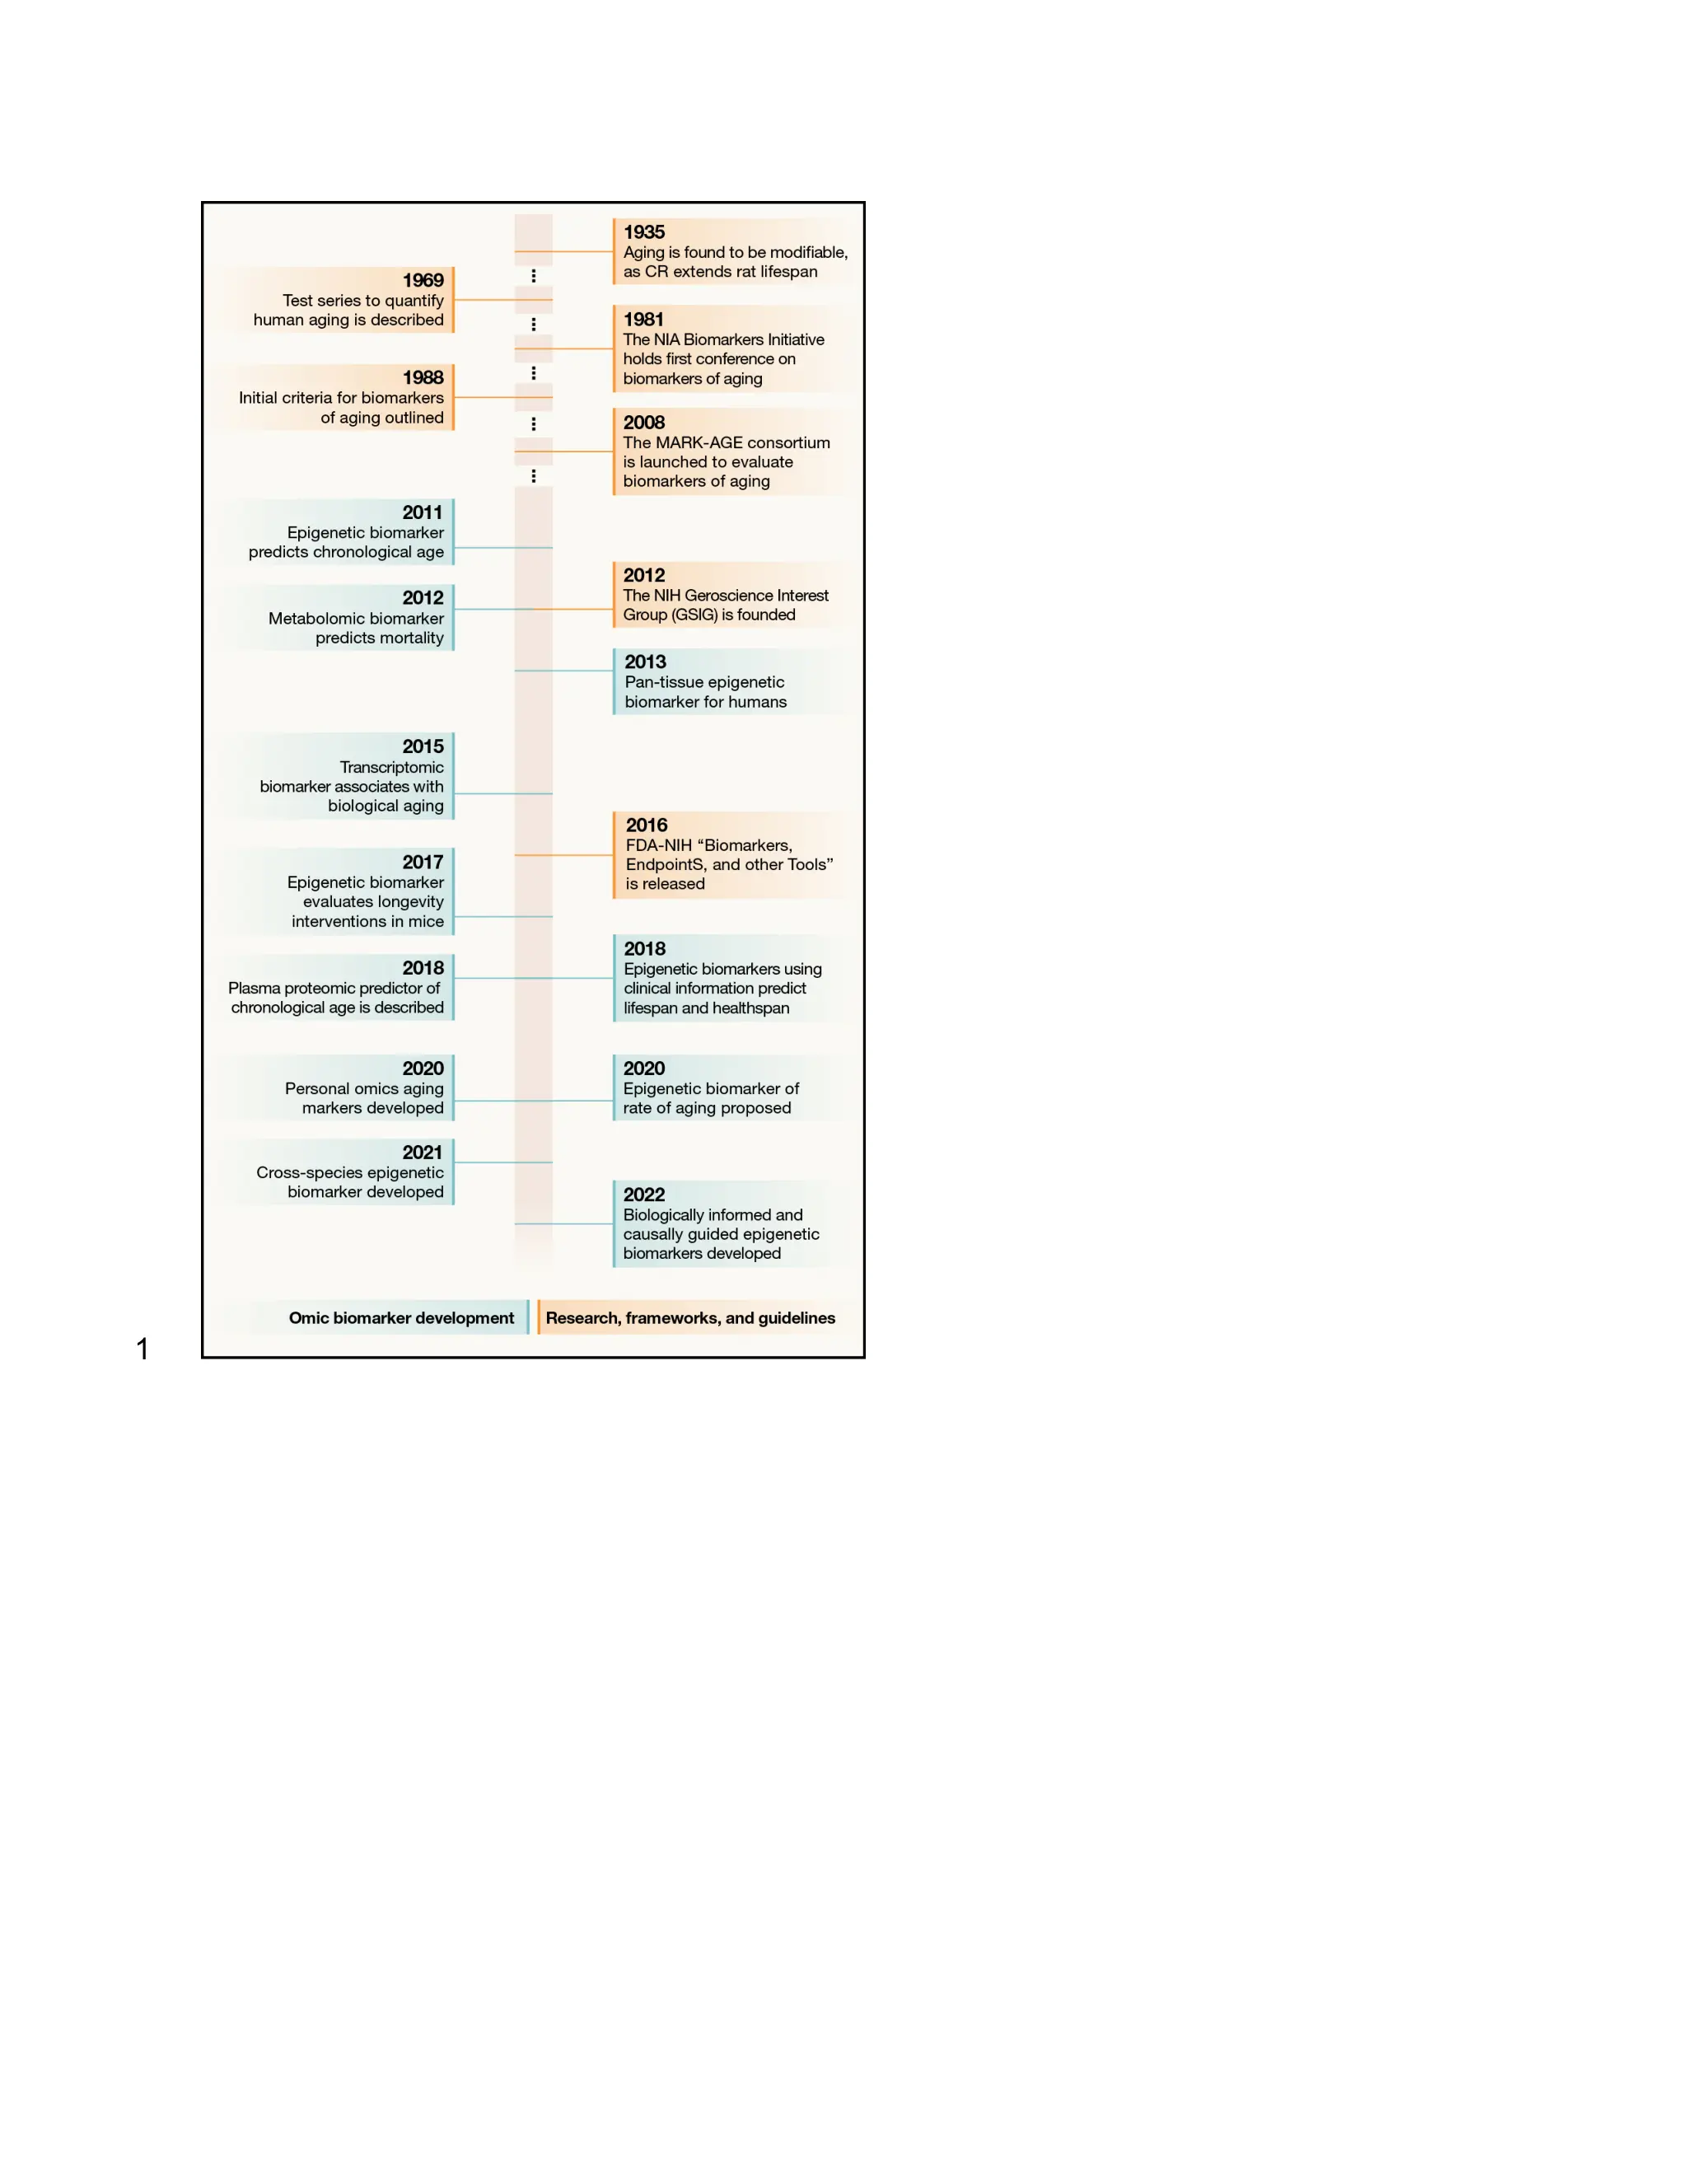 1935
Aging is found to be modifiable,
as CR extends rat lifespan
1969
Test series to quantify
human aging is described
1981
The NIA Biomarkers Initiative
holds first conference on
biomarkers of aging
1988
Initial criteria for biomarkers
of aging outlined
2008
The MARK-AGE consortium
is launched to evaluate
biomarkers of aging
2011
Epigenetic biomarker
predicts chronological age
2012
Metabolomic biomarker
predicts mortality
2012
The NIH Geroscience Interest
Group (GSIG) is founded
2013
Pan-tissue epigenetic
biomarker for humans
2015
Transcriptomic
biomarker associates with
biological aging
2016
FDA-NIH “Biomarkers,
EndpointS, and other Tools”
is released
2017
Epigenetic biomarker
evaluates longevity
interventions in mice
2018
Plasma proteomic predictor of
chronological age is described
2018
Epigenetic biomarkers using
clinical information predict
lifespan and healthspan
2020
Personal omics aging
markers developed
2020
Epigenetic biomarker of
rate of aging proposed
2021
Cross-species epigenetic
biomarker developed
2022
Biologically informed and
causally guided epigenetic
biomarkers developed
Omic biomarker development
Research, frameworks, and guidelines
1